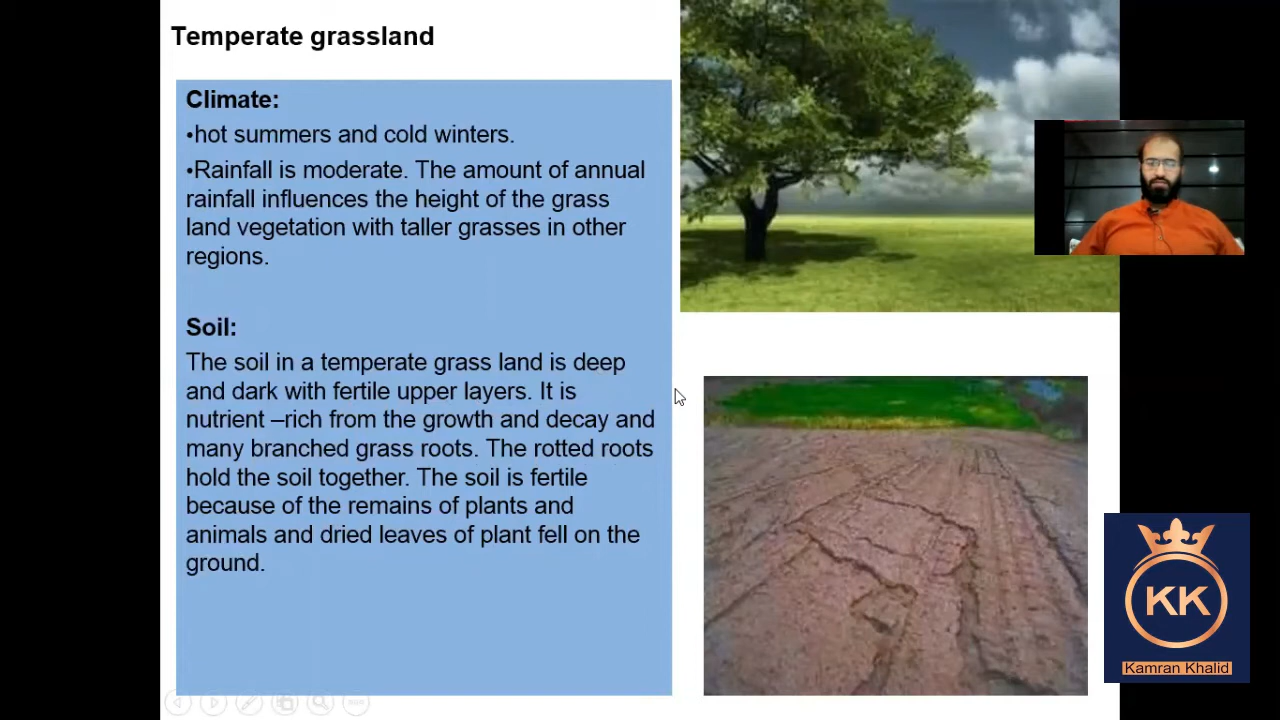 Temperate grassland
Climate:
•hot summers and cold winters.
•Rainfall is moderate. The amount of annual
rainfall influences the height of the grass
land vegetation with taller grasses in other
regions.
Soil:
The soil in a temperate grass land is deep
and dark with fertile upper layers. It is
nutrient –rich from the growth and decay and
many branched grass roots. The rotted roots
hold the soil together. The soil is fertile
because of the remains of plants and
animals and dried leaves of plant fell on the
ground.
KK
Kamran Khalid